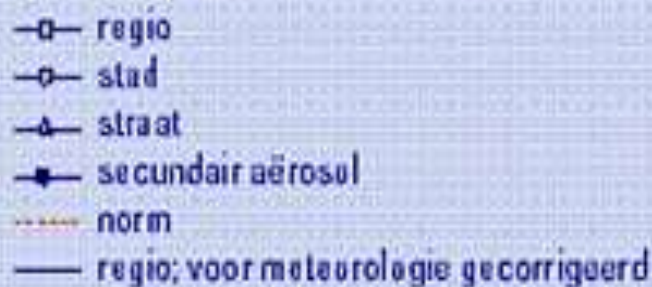 regio
stad
straat
secundair aërosol
norm
regio; voor meteorologie gecorrigeerd